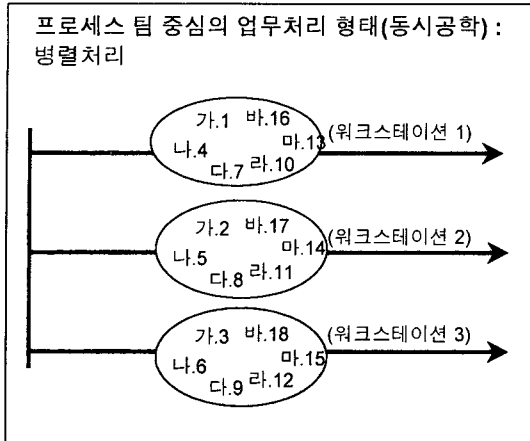 프로세스 팀 중심의 업무처리 형태(동시공학) :
병렬처리
가.1 바.16
나.4 마.13 (워크스테이션 1)
다.7 라.10
가.2 바.17
나.5 마.14 (워크스테이션 2)
다.8 라.11
가.3 바.18
나.6 마.15 (워크스테이션 3)
다.9 라.12